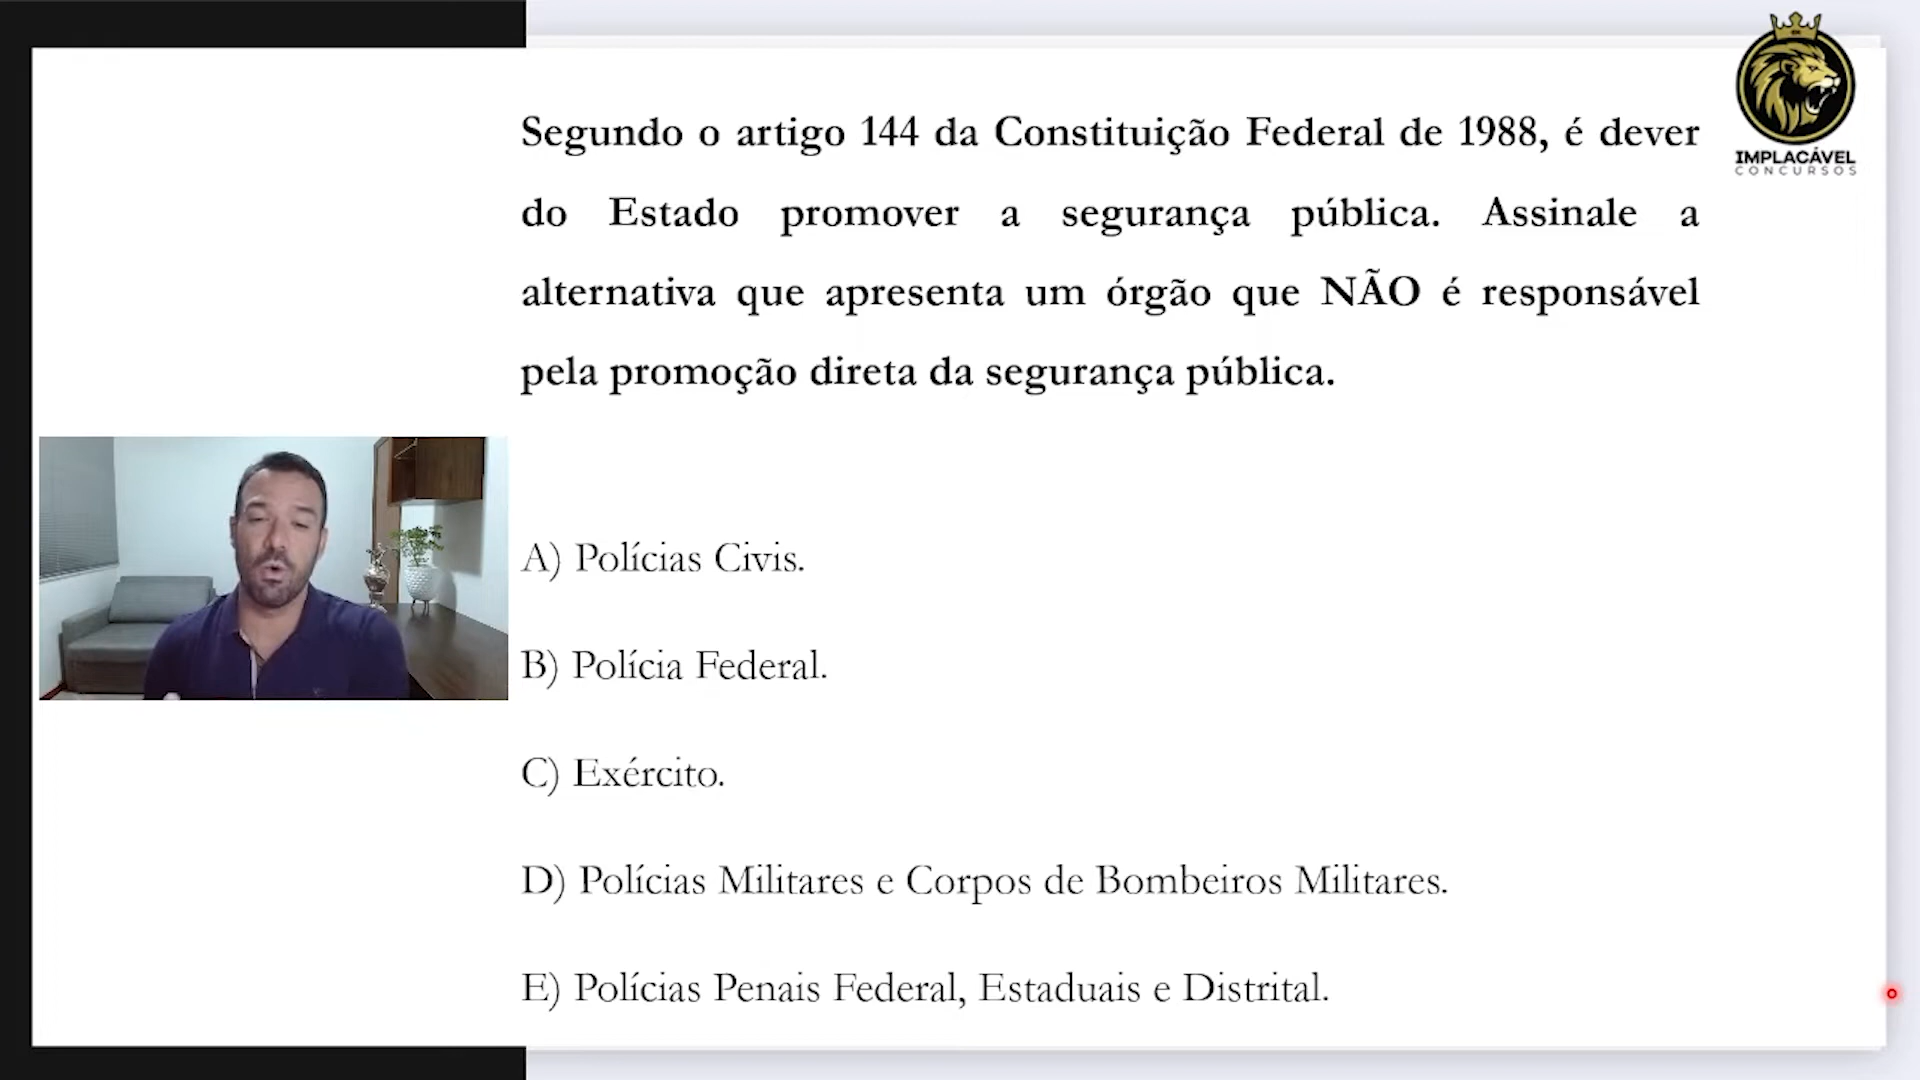 IMPLACÁVEL
CONCURSOS
Segundo o artigo 144 da Constituição Federal de 1988, é dever
do Estado promover a segurança pública. Assinale a
alternativa que apresenta um órgão que NÃO é responsável
pela promoção direta da segurança pública.
A) Polícias Civis.
B) Polícia Federal.
C) Exército.
D) Polícias Militares e Corpos de Bombeiros Militares.
E) Polícias Penais Federal, Estaduais e Distrital.